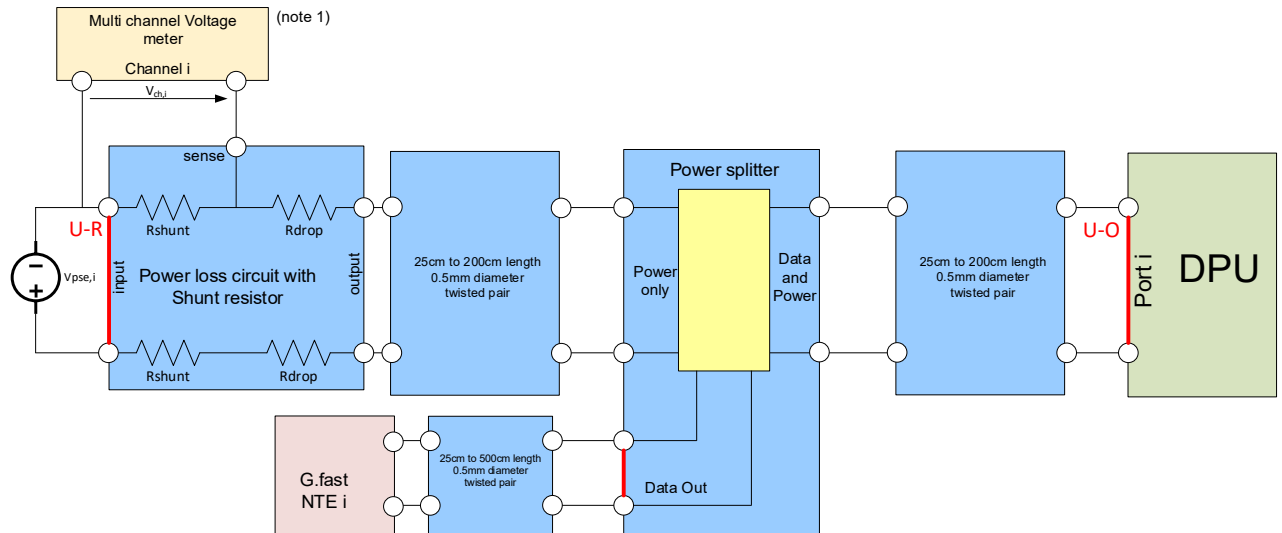 Multi channel Voltage
meter
(note 1)
Channel i
Vch,i
sense
U-R
Rshunt
Rdrop
Vpse,i
input
Power loss circuit with
Shunt resistor
output
Rshunt
Rdrop
25cm to 200cm length
0.5mm diameter
twisted pair
Power splitter
Power
only
Data
and
Power
25cm to 200cm length
0.5mm diameter
twisted pair
U-O
Port i
DPU
G.fast
NTE i
25cm to 500cm length
0.5mm diameter
twisted pair
Data Out